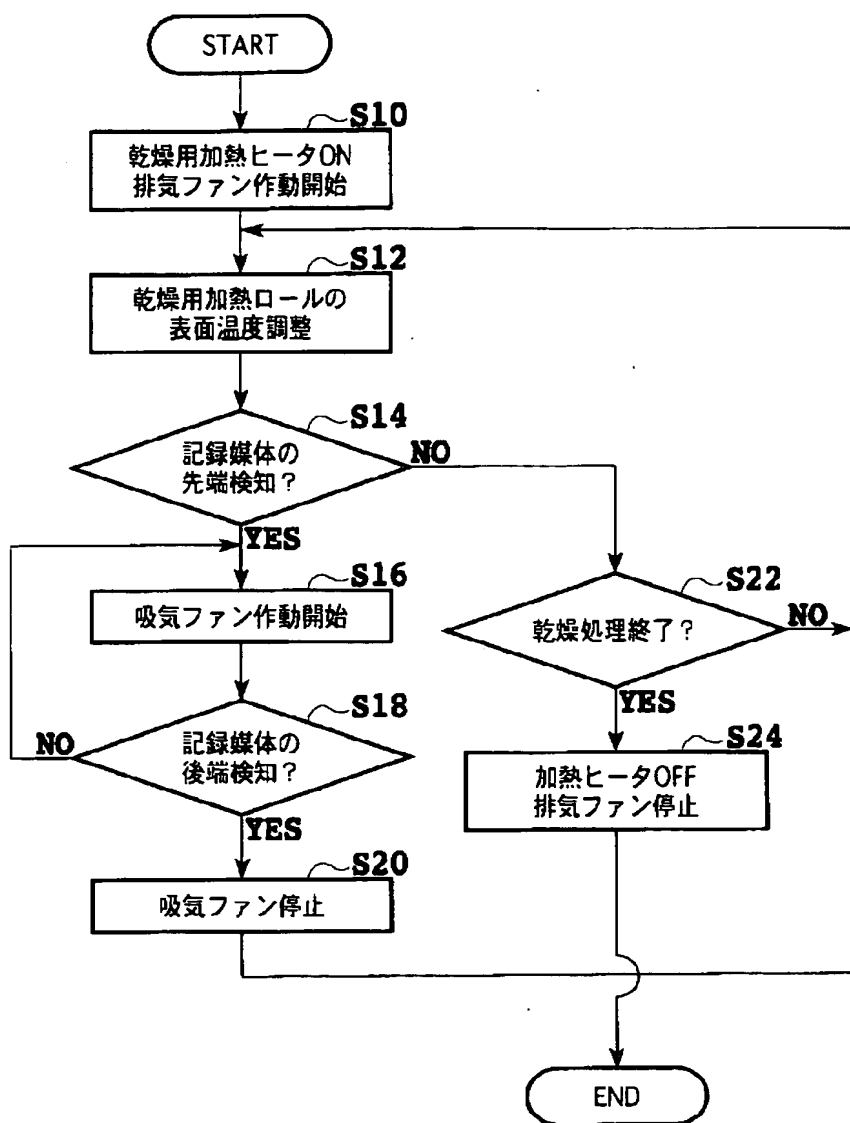 START
S10
乾燥用加熱ヒータON
排気ファン作動開始
S12
乾燥用加熱ロールの
表面温度調整
S14
記録媒体の
先端検知?
NO
YES
S16
吸気ファン作動開始
S18
記録媒体の
後端検知?
NO
YES
S20
吸気ファン停止
S22
乾燥処理終了?
NO
YES
S24
加熱ヒータOFF
排気ファン停止
END